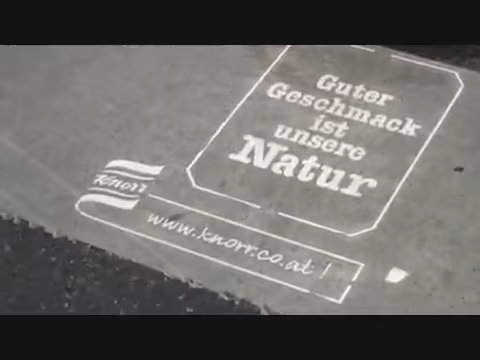 Guter
Geschmack
ist
unsere
Natur
Knorr
www.knorr.co.at !